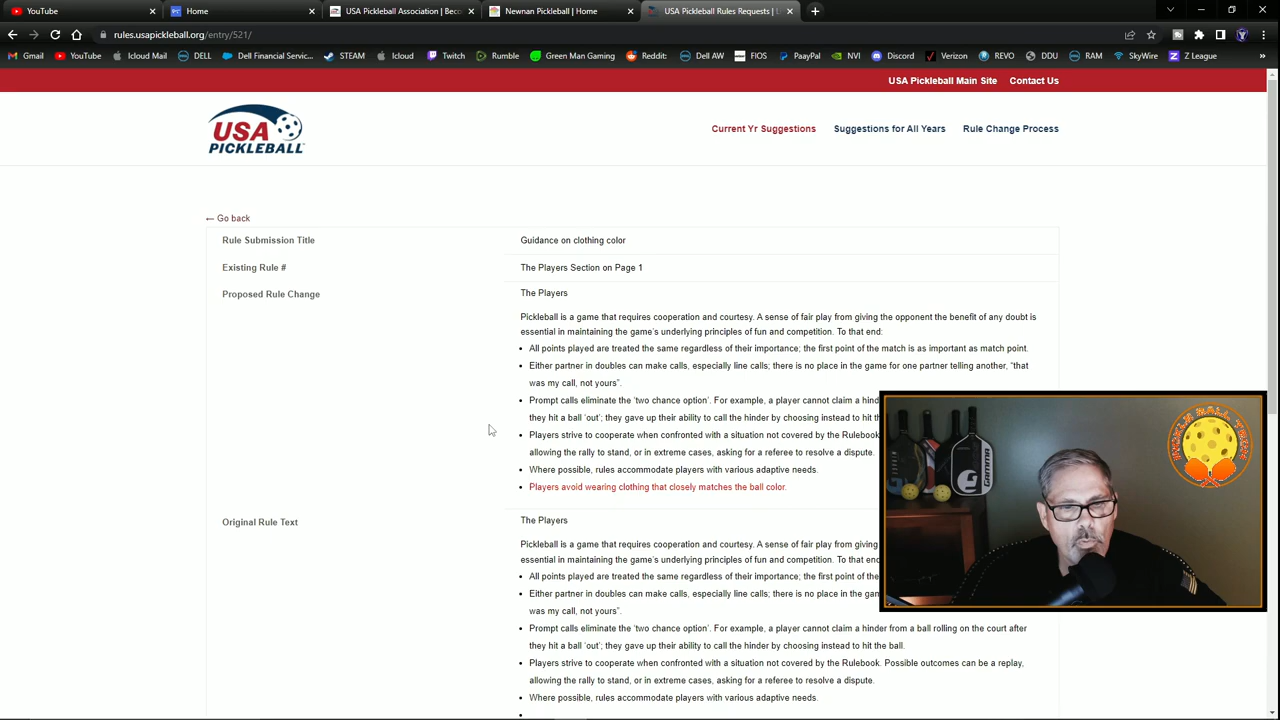 YouTube
Home
USA Pickleball Association | Bec
Newnan Pickleball | Home
USA Pickleball Rules Requests | L
rules.usapickleball.org/entry/521/
Gmail
YouTube
Icloud Mail
DELL
Dell Financial Servic...
STEAM
Icloud
Twitch
Rumble
Green Man Gaming
Reddit:
Dell AW
FIOS
PaayPal
NVI
Discord
Verizon
REVO
DDU
RAM
SkyWire
Z League
USA Pickleball Main Site Contact Us
USA
PICKLEBALL
Current Yr Suggestions Suggestions for All Years Rule Change Process
← Go back
Rule Submission Title Guidance on clothing color
Existing Rule # The Players Section on Page 1
Proposed Rule Change The Players
Pickleball is a game that requires cooperation and courtesy. A sense of fair play from giving the opponent the benefit of any doubt is
essential in maintaining the game's underlying principles of fun and competition. To that end:
• All points played are treated the same regardless of their importance; the first point of the match is as important as match point.
• Either partner in doubles can make calls, especially line calls; there is no place in the game for one partner telling another, "that
was my call, not yours".
• Prompt calls eliminate the 'two chance option'. For example, a player cannot claim a hind
they hit a ball 'out'; they gave up their ability to call the hinder by choosing instead to hit th
• Players strive to cooperate when confronted with a situation not covered by the Rulebook
allowing the rally to stand, or in extreme cases, asking for a referee to resolve a dispute.
• Where possible, rules accommodate players with various adaptive needs.
• Players avoid wearing clothing that closely matches the ball color.
Original Rule Text The Players
Pickleball is a game that requires cooperation and courtesy. A sense of fair play from giving
essential in maintaining the game's underlying principles of fun and competition. To that end
• All points played are treated the same regardless of their importance; the first point of the
• Either partner in doubles can make calls, especially line calls; there is no place in the gan
was my call, not yours".
• Prompt calls eliminate the 'two chance option'. For example, a player cannot claim a hinder from a ball rolling on the court after
they hit a ball 'out'; they gave up their ability to call the hinder by choosing instead to hit the ball.
• Players strive to cooperate when confronted with a situation not covered by the Rulebook. Possible outcomes can be a replay,
allowing the rally to stand, or in extreme cases, asking for a referee to resolve a dispute.
• Where possible, rules accommodate players with various adaptive needs.
•
GAMMA